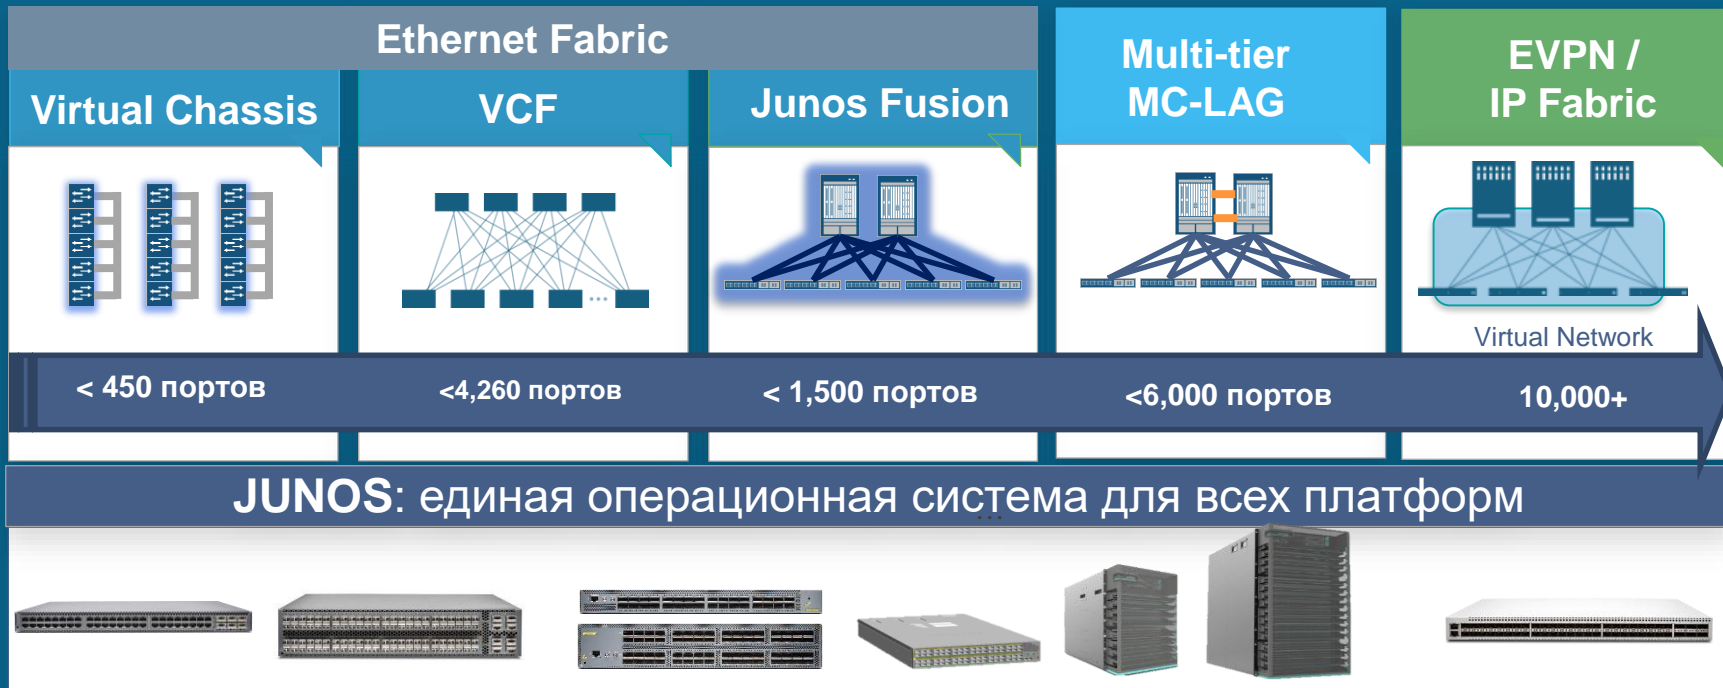 Ethernet Fabric
Virtual Chassis
VCF
Junos Fusion
Multi-tier
MC-LAG
EVPN /
IP Fabric
...
Virtual Network
< 450 портов
<4,260 портов
< 1,500 портов
<6,000 портов
10,000+
JUNOS: единая операционная система для всех платформ
...